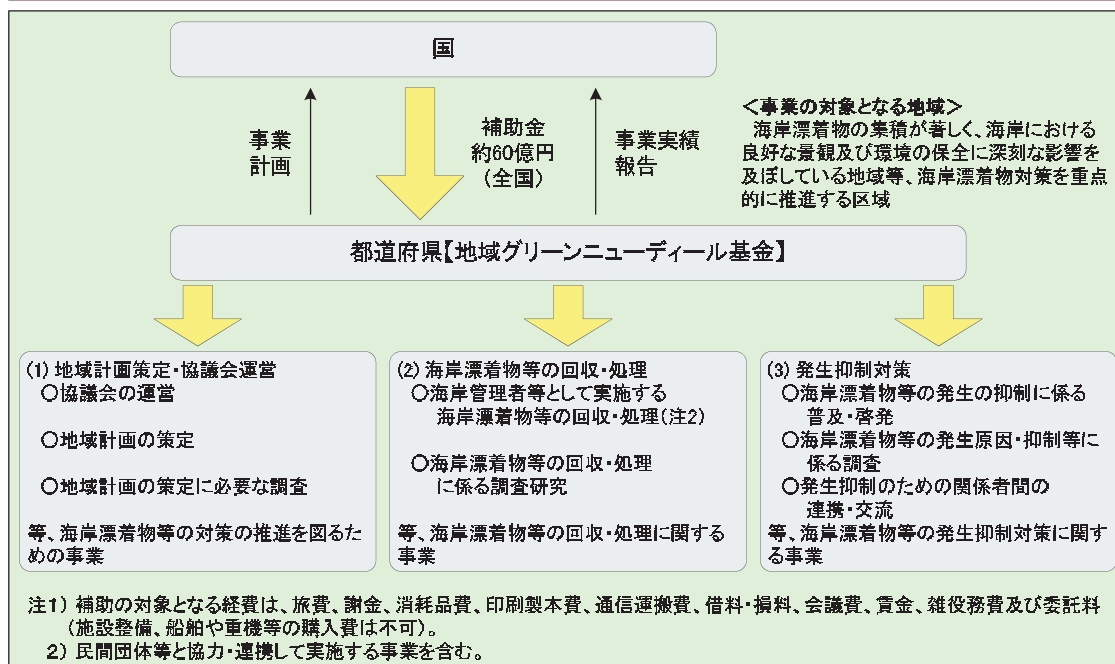 国
事業
計画
補助金
約60億円
(全国)
事業実績
報告
＜事業の対象となる地域＞
海岸漂着物の集積が著しく、海岸における
良好な景観及び環境の保全に深刻な影響を
及ぼしている地域等、海岸漂着物対策を重点
的に推進する区域
都道府県【地域グリーンニューディール基金】
(1) 地域計画策定・協議会運営
○協議会の運営
○地域計画の策定
○地域計画の策定に必要な調査
等、海岸漂着物等の対策の推進を図るた
めの事業
(2) 海岸漂着物等の回収・処理
○海岸管理者等として実施する
海岸漂着物等の回収・処理(注2)
○海岸漂着物等の回収・処理
に係る調査研究
等、海岸漂着物等の回収・処理に関する
事業
(3) 発生抑制対策
○海岸漂着物等の発生の抑制に係る
普及・啓発
○海岸漂着物等の発生原因・抑制等に
係る調査
○発生抑制のための関係者間の
連携・交流
等、海岸漂着物等の発生抑制対策に関す
る事業
注1) 補助の対象となる経費は、旅費、謝金、消耗品費、印刷製本費、通信運搬費、借料・損料、会議費、賃金、雑役務費及び委託料
(施設整備、船舶や重機等の購入費は不可)。
2) 民間団体等と協力・連携して実施する事業を含む。